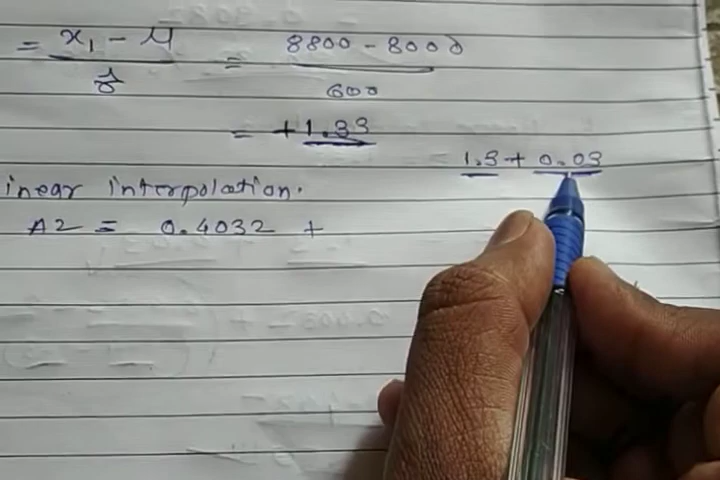 = x₁ - μ / σ = 8800 - 8000 / 600
= +1.33
1.3 + 0.03
inear interpolation.
A2 = 0.4032 +